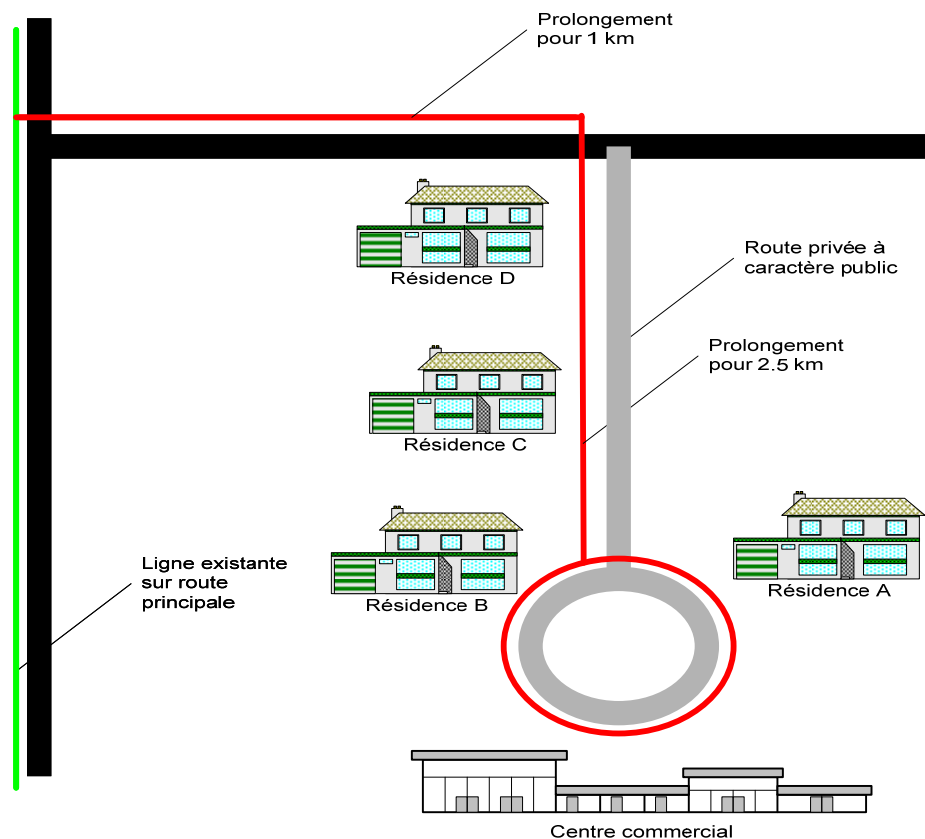 Prolongement
pour 1 km
Résidence D
Route privée à
caractère public
Prolongement
pour 2.5 km
Résidence C
Ligne existante
sur route
principale
Résidence B
Résidence A
Centre commercial